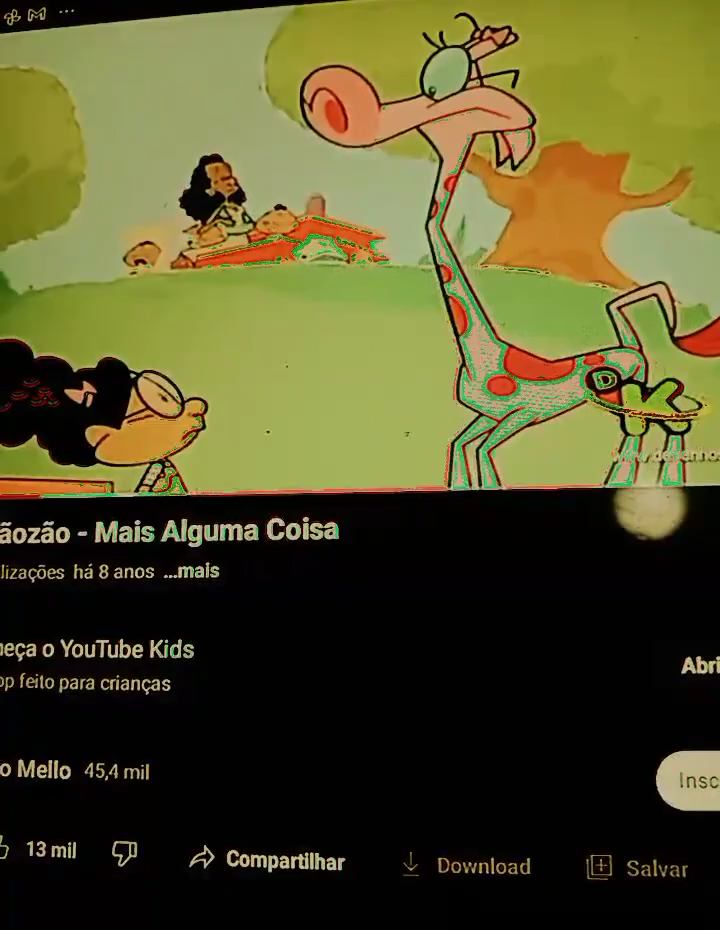 ãozão - Mais Alguma Coisa
lizações há 8 anos ...mais
eça o YouTube Kids
pp feito para crianças
Abri
o Mello 45,4 mil
Insc
13 mil
Compartilhar
Download
Salvar